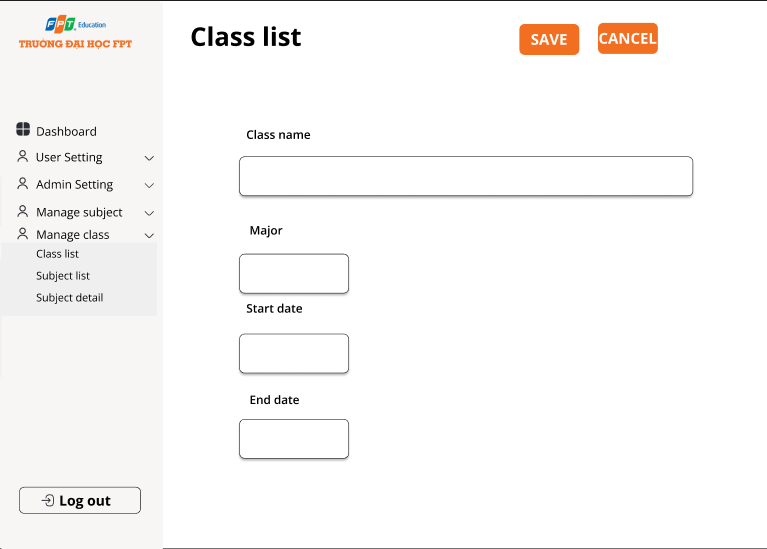 FPT Education
TRƯỜNG ĐẠI HỌC FPT
Dashboard
User Setting
Admin Setting
Manage subject
Manage class
Class list
Subject list
Subject detail
Log out
Class list
SAVE
CANCEL
Class name
Major
Start date
End date